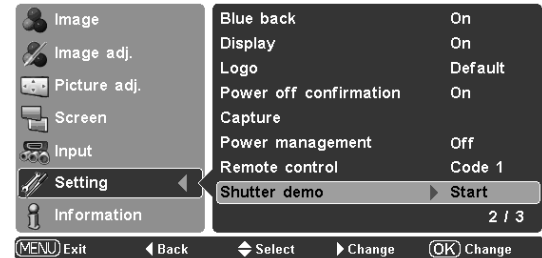 Image
Image adj.
Picture adj.
Screen
Input
Setting
Information
Blue back On
Display On
Logo Default
Power off confirmation On
Capture
Power management Off
Remote control Code 1
Shutter demo Start
2 / 3
MENU Exit Back Select Change OK Change